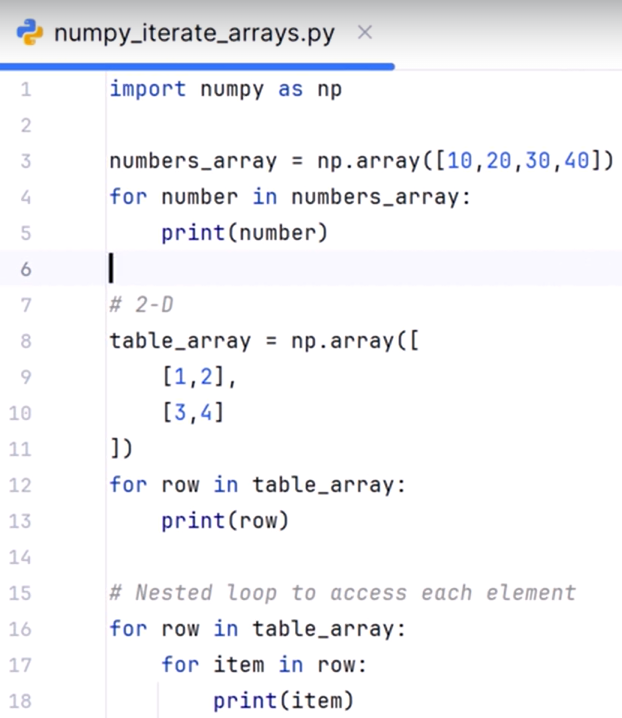 numpy_iterate_arrays.py ×
1 import numpy as np
2
3 numbers_array = np.array([10,20,30,40])
4 for number in numbers_array:
5     print(number)
6
7 # 2-D
8 table_array = np.array([
9     [1,2],
10     [3,4]
11 ])
12 for row in table_array:
13     print(row)
14
15 # Nested loop to access each element
16 for row in table_array:
17     for item in row:
18         print(item)